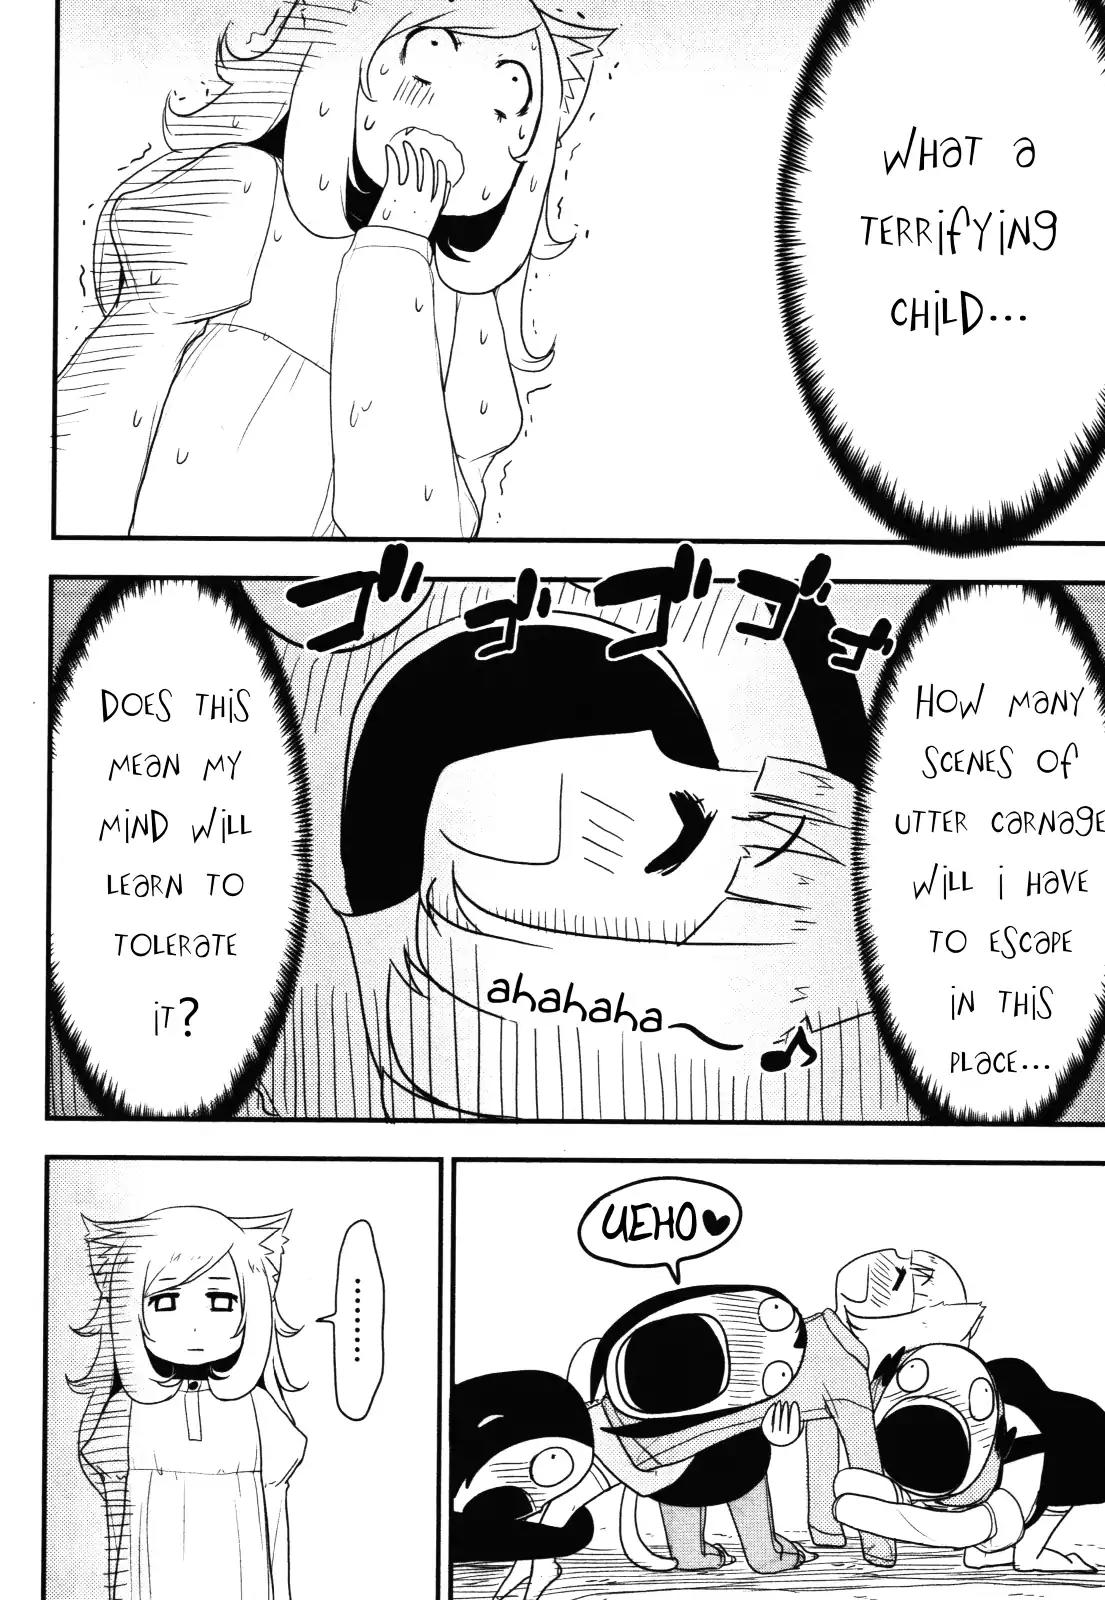 WHAT A
TERRIFYING
CHILD...
ゴゴゴゴゴ
HOW MANY
SCENES OF
UTTER CARNAGE
WILL I HAVE
TO ESCAPE
IN THIS
PLACE...
DOES THIS
MEAN MY
MIND WILL
LEARN TO
TOLERATE
IT?
ahahaha~♪
UEHO♥
.........